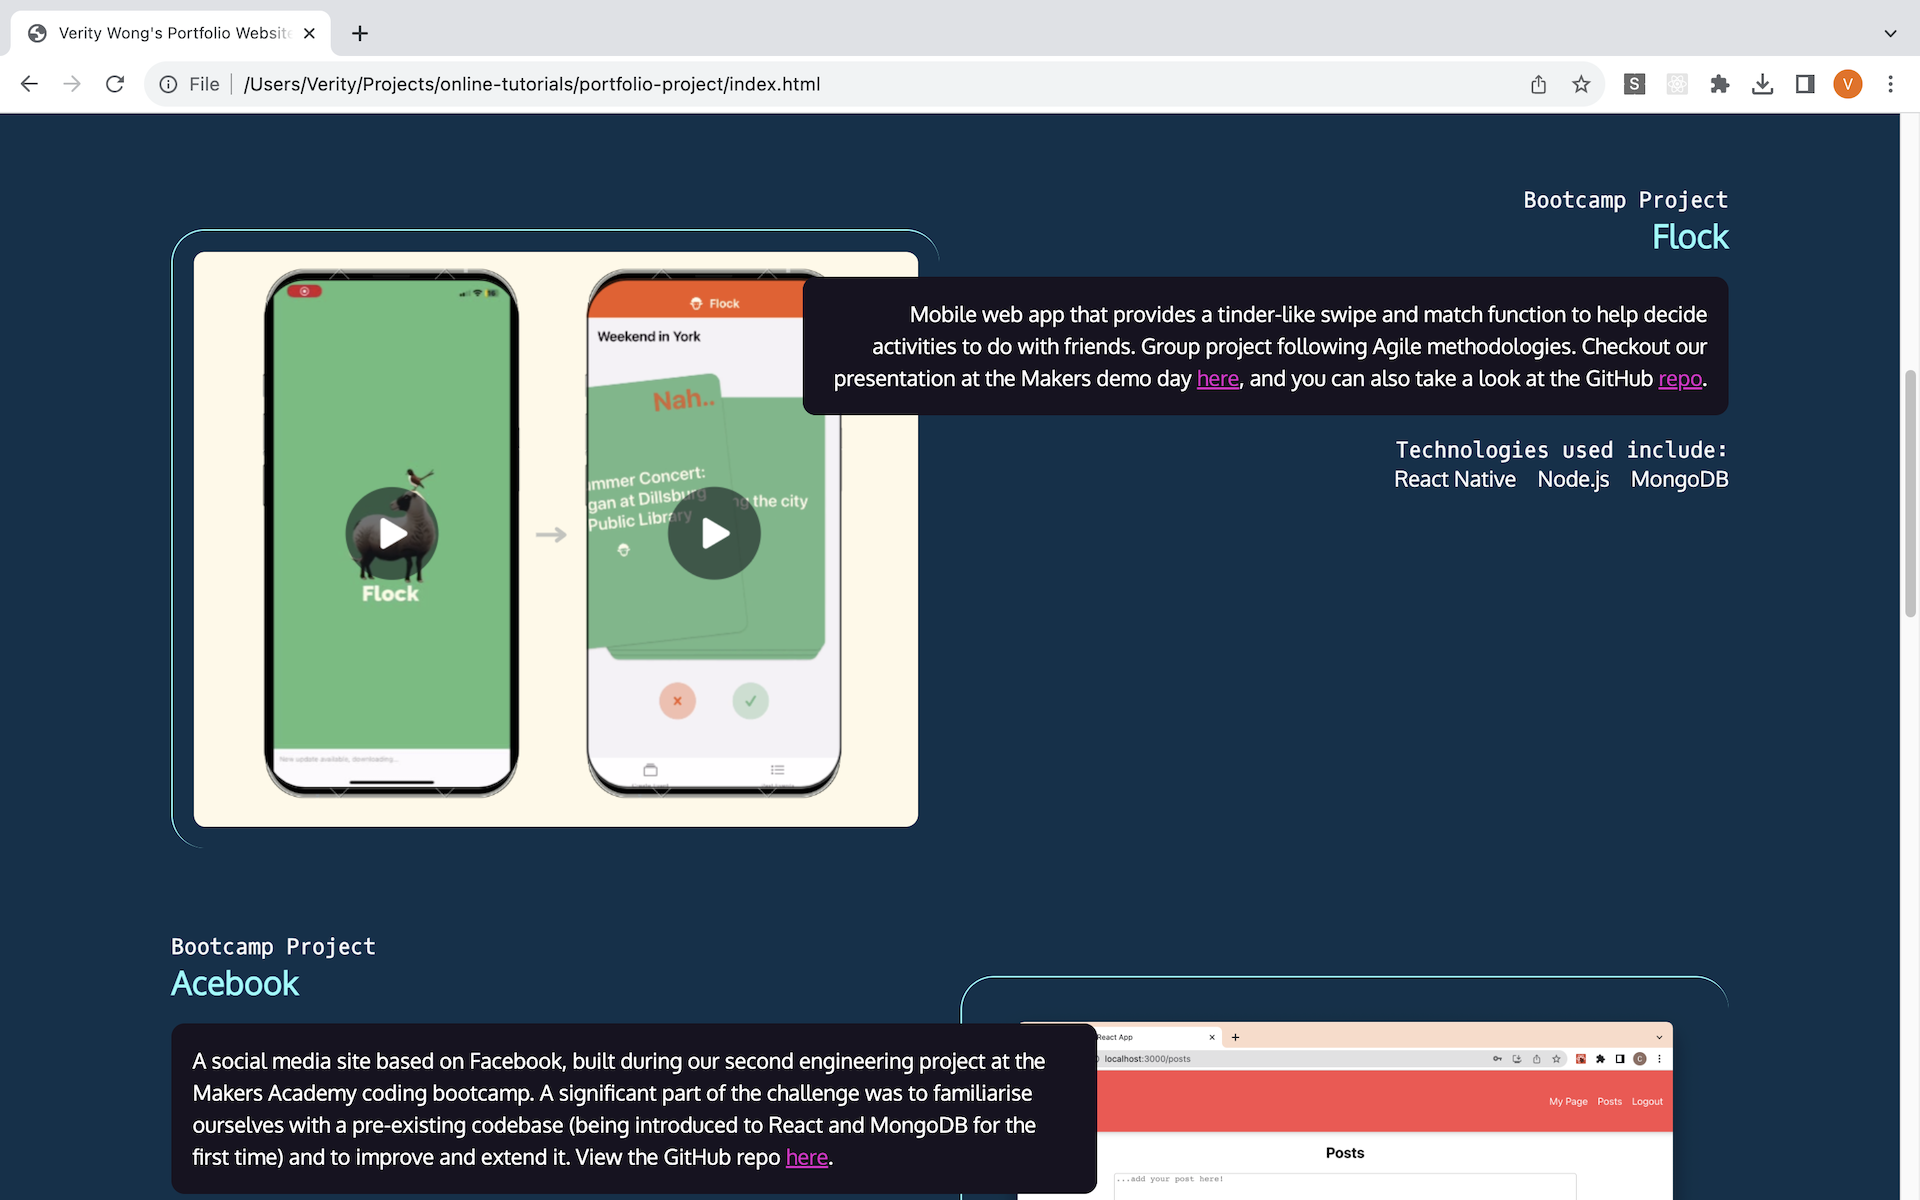 Verity Wong's Portfolio Website
File
/Users/Verity/Projects/online-tutorials/portfolio-project/index.html
S
V
Bootcamp Project
Flock
Mobile web app that provides a tinder-like swipe and match function to help decide
activities to do with friends. Group project following Agile methodologies. Checkout our
presentation at the Makers demo day here, and you can also take a look at the GitHub repo.
Technologies used include:
React Native Node.js MongoDB
Flock
New update available, downloading...
Flock
Weekend in York
Nah..
mmer Concert:
gan at Dillsburg
Public Library
the city
Bootcamp Project
Acebook
A social media site based on Facebook, built during our second engineering project at the
Makers Academy coding bootcamp. A significant part of the challenge was to familiarise
ourselves with a pre-existing codebase (being introduced to React and MongoDB for the
first time) and to improve and extend it. View the GitHub repo here.
React App
localhost:3000/posts
C
My Page Posts Logout
Posts
...add your post here!